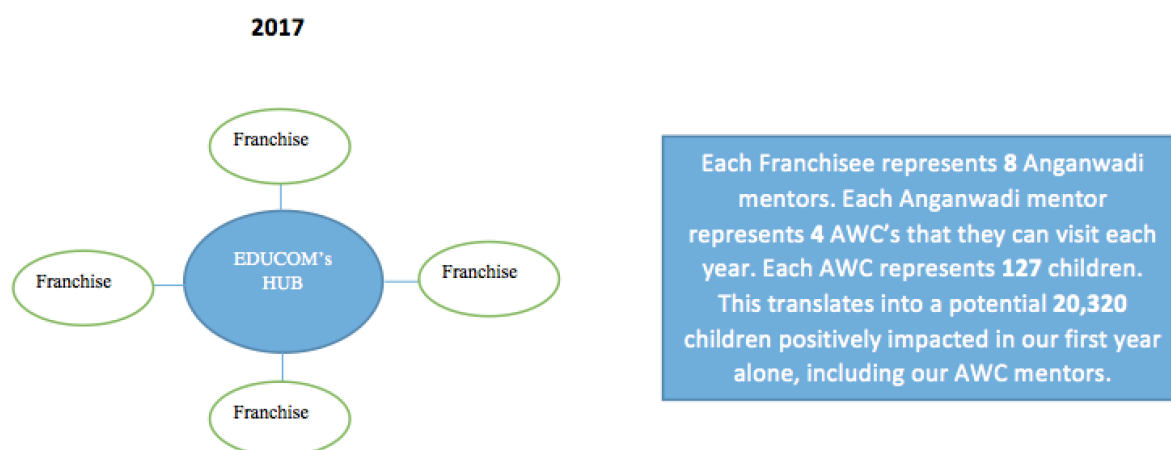 2017
Franchise
EDUCOM's
HUB
Franchise
Franchise
Franchise
Each Franchisee represents 8 Anganwadi
mentors. Each Anganwadi mentor
represents 4 AWC’s that they can visit each
year. Each AWC represents 127 children.
This translates into a potential 20,320
children positively impacted in our first year
alone, including our AWC mentors.